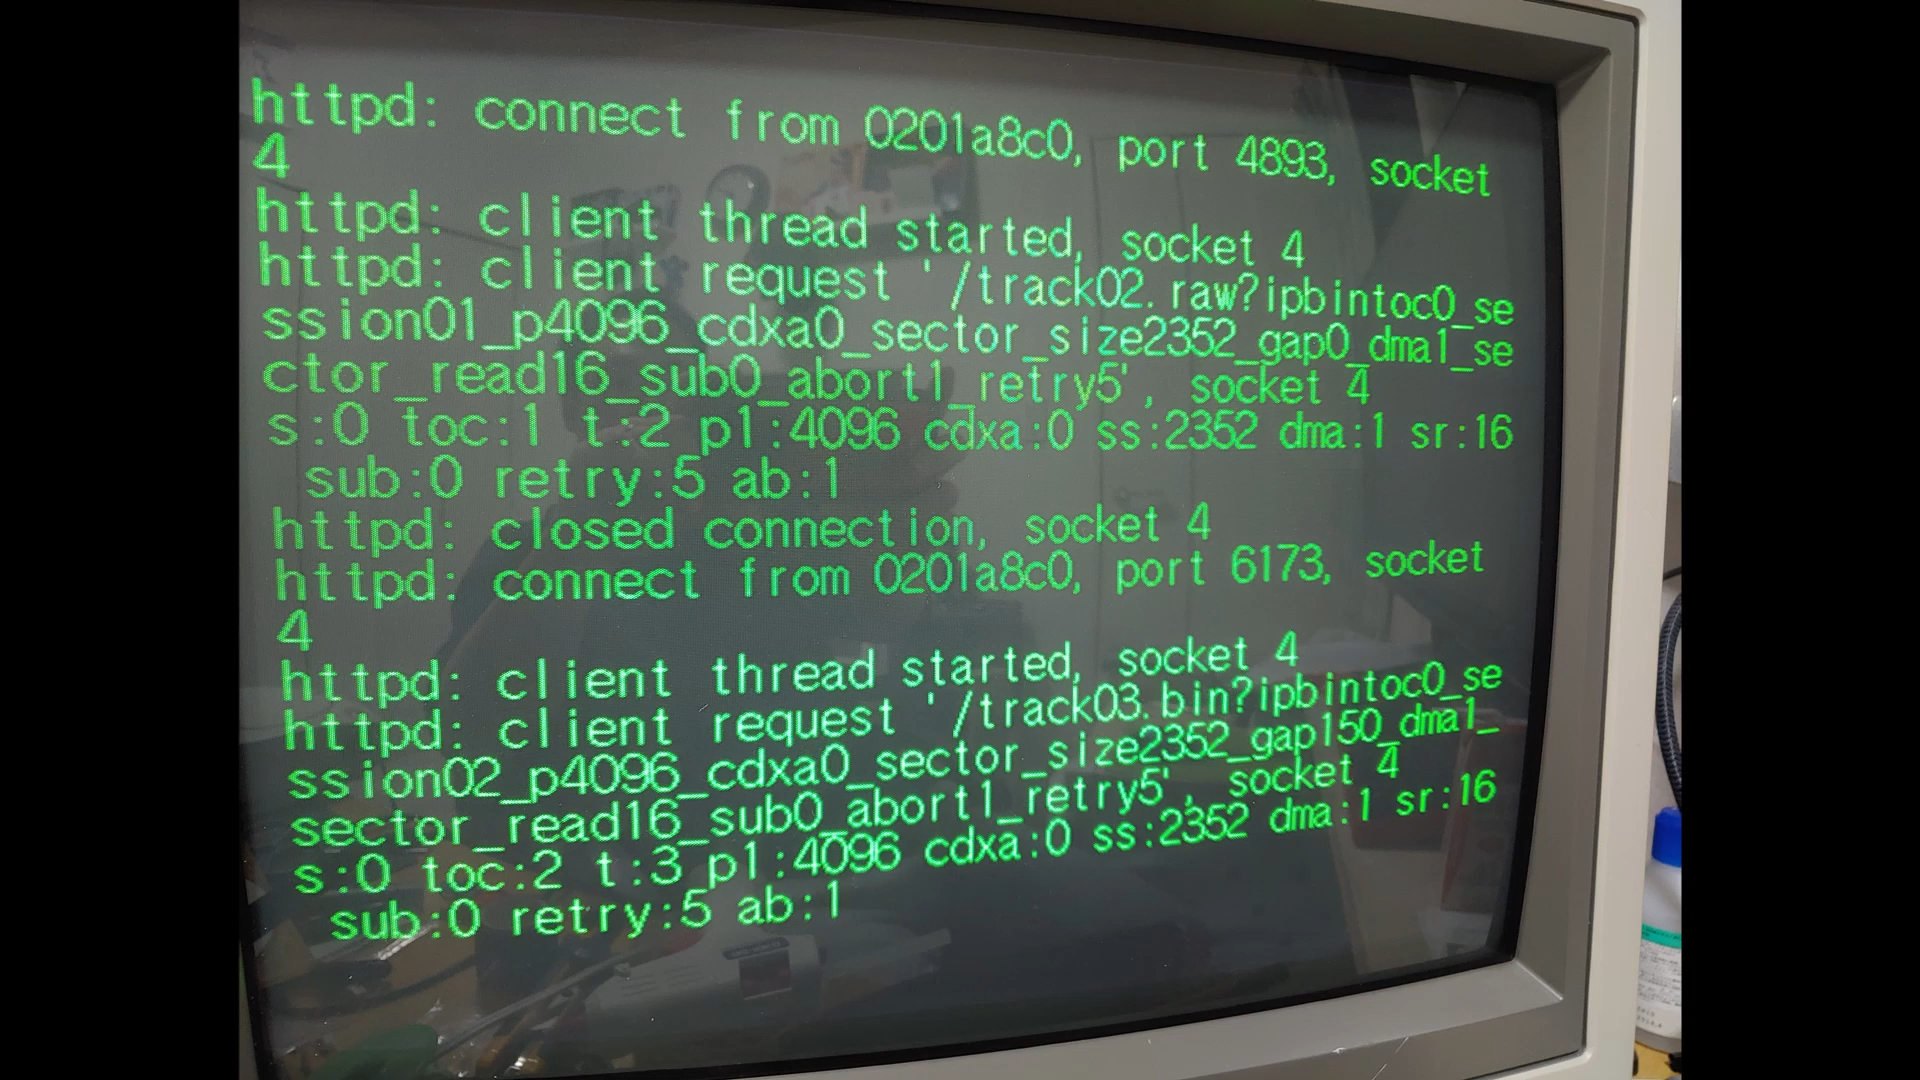 httpd: connect from 0201a8c0, port 4893, socket
4
httpd: client thread started, socket 4
httpd: client request '/track02.raw?ipbintoc0_se
ssion01_p4096_cdxa0_sector_size2352_gap0_dma1_se
ctor_read16_sub0_abort1_retry5', socket 4
s:0 toc:1 t:2 p1:4096 cdxa:0 ss:2352 dma:1 sr:16
sub:0 retry:5 ab:1
httpd: closed connection, socket 4
httpd: connect from 0201a8c0, port 6173, socket
4
httpd: client thread started, socket 4
httpd: client request '/track03.bin?ipbintoc0_se
ssion02_p4096_cdxa0_sector_size2352_gap150_dma1_
sector_read16_sub0_abort1_retry5', socket 4
s:0 toc:2 t:3 p1:4096 cdxa:0 ss:2352 dma:1 sr:16
sub:0 retry:5 ab:1